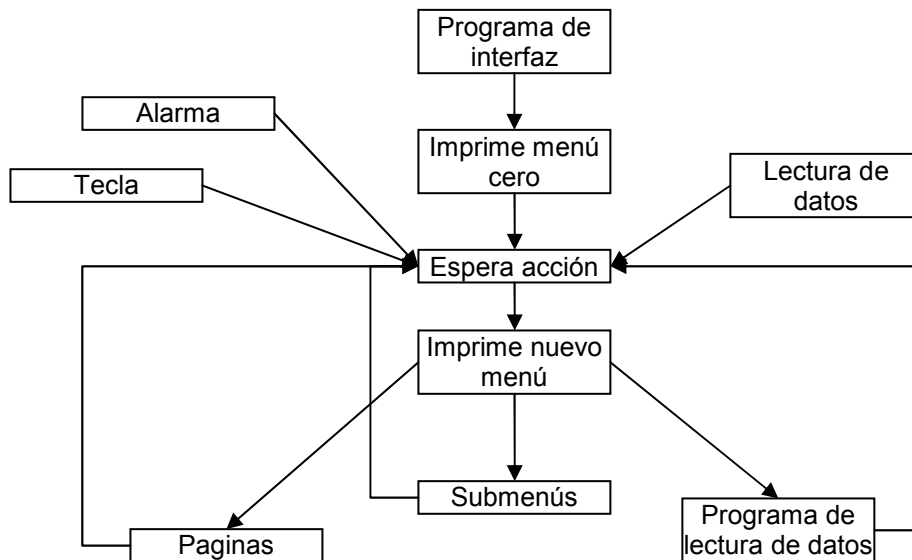 Programa de
interfaz
Alarma
Imprime menú
cero
Tecla
Lectura de
datos
Espera acción
Imprime nuevo
menú
Submenús
Paginas
Programa de
lectura de datos